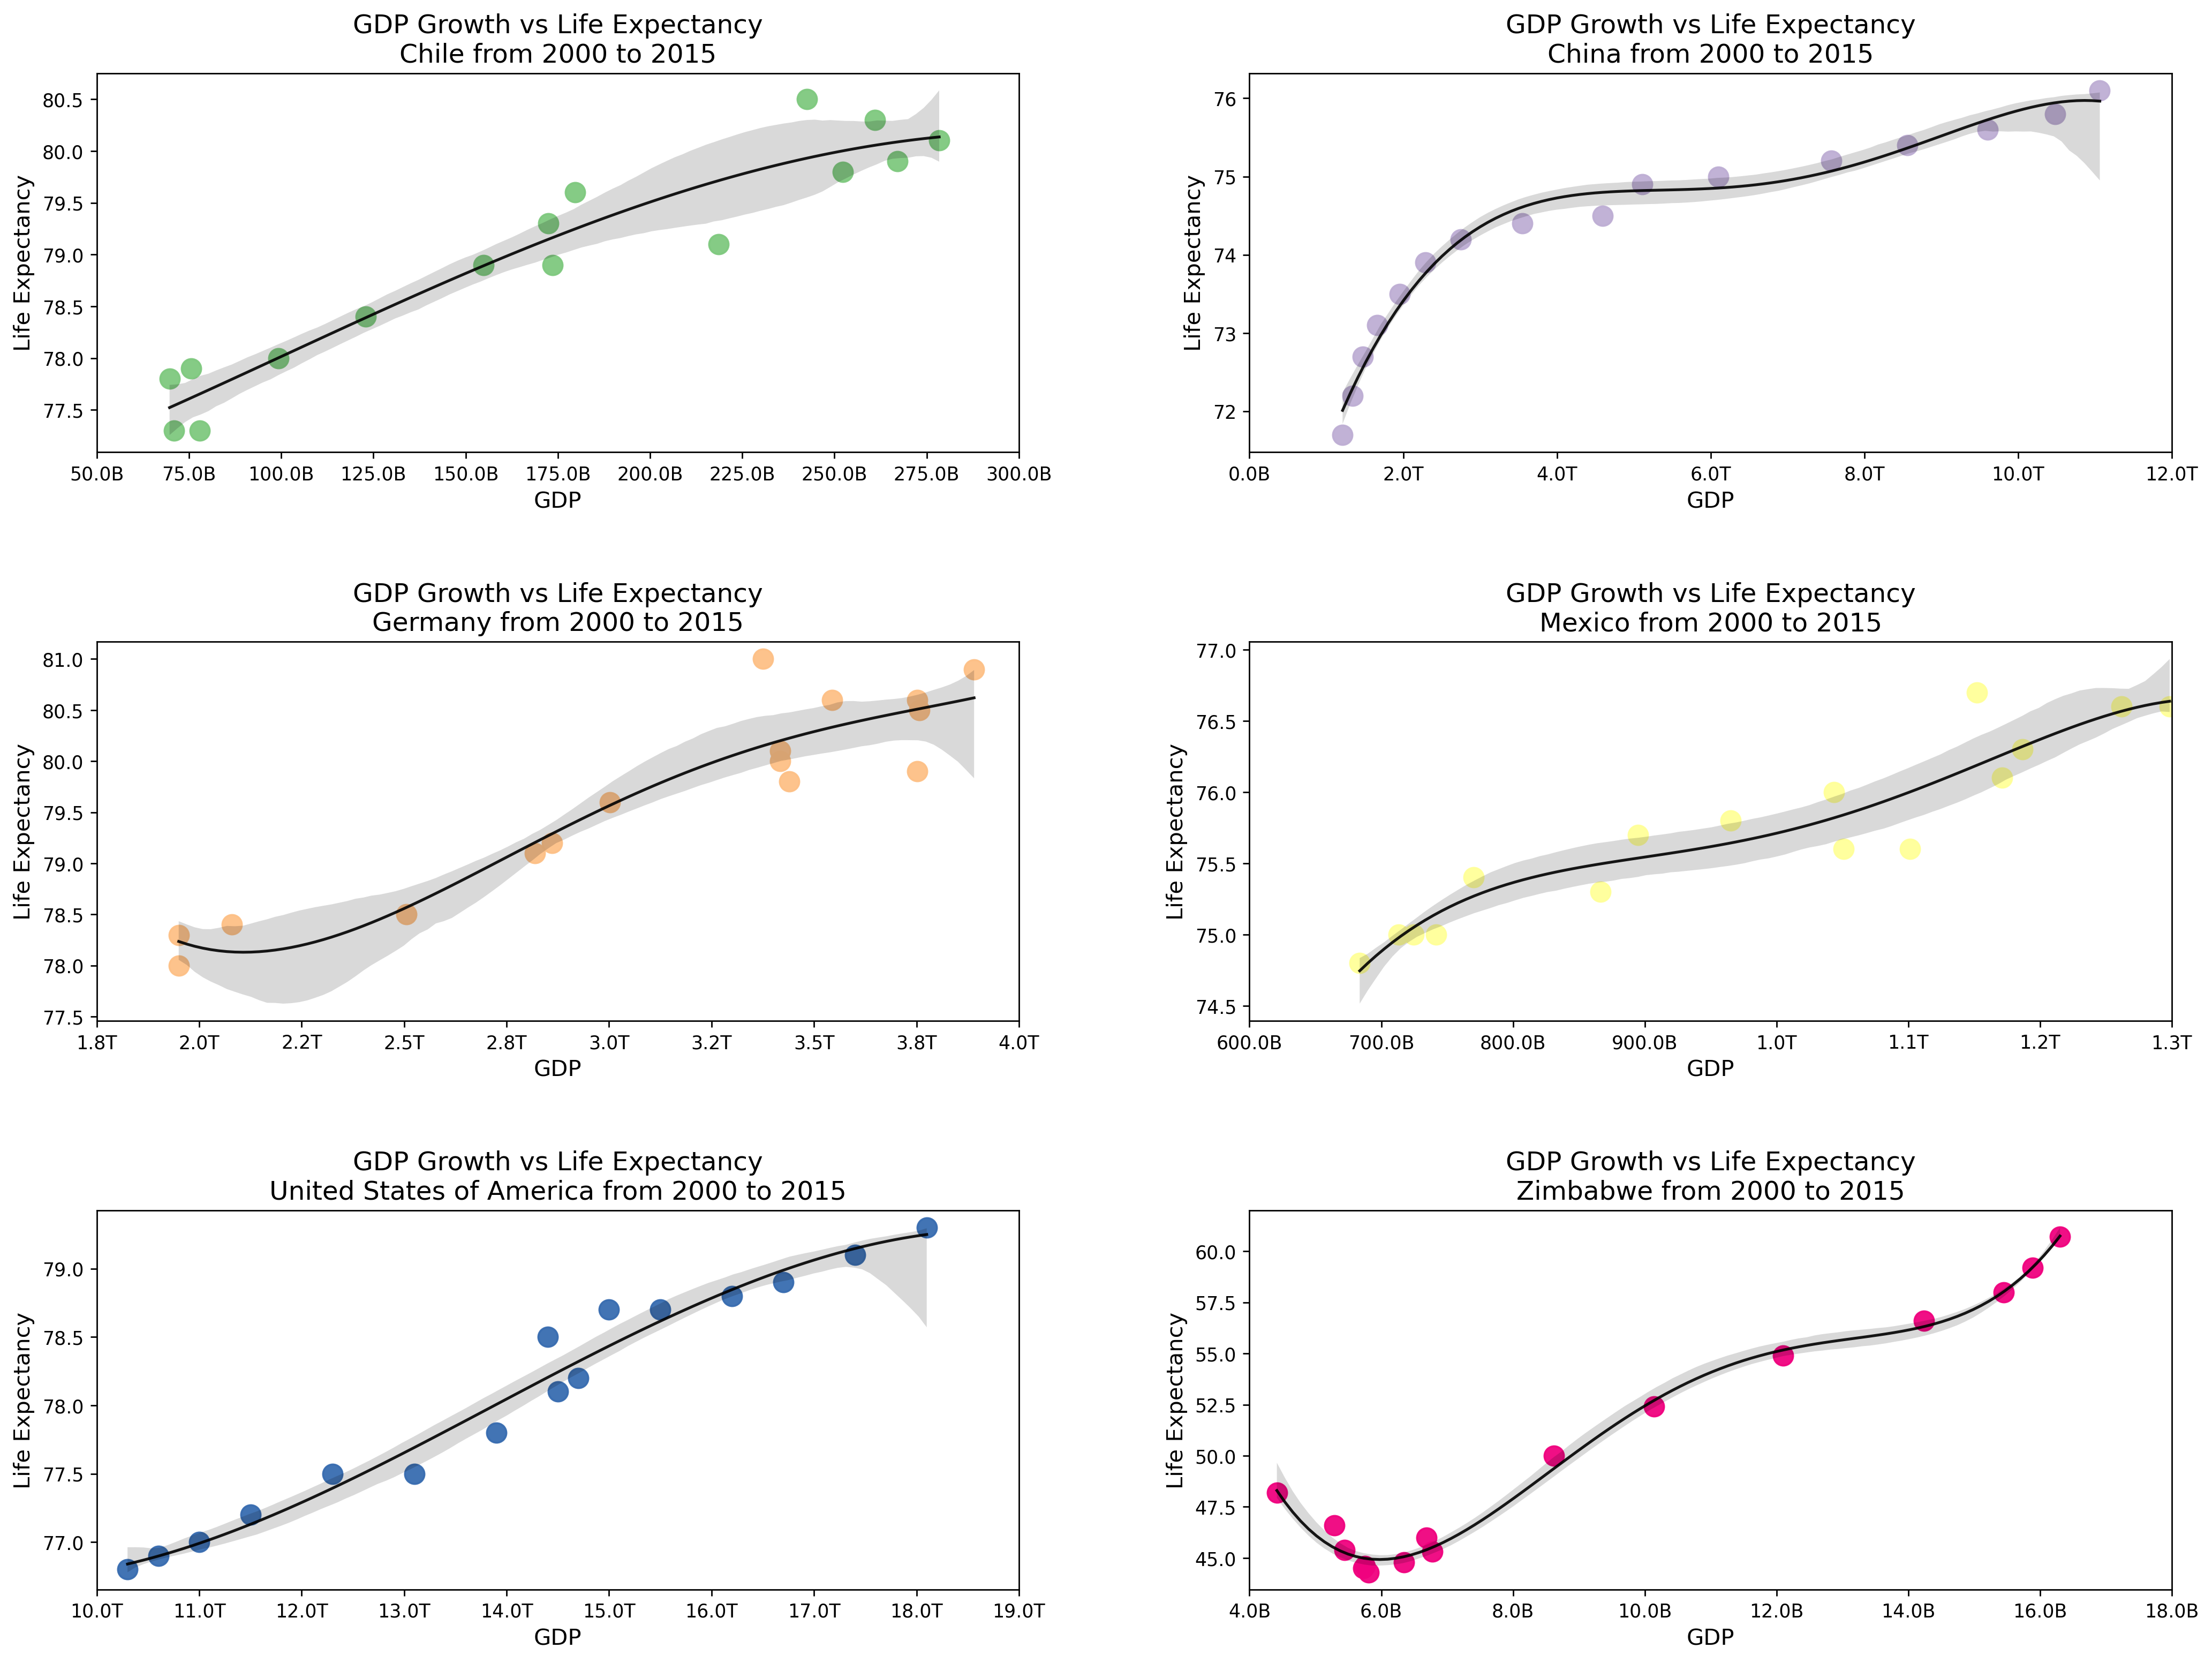 GDP Growth vs Life Expectancy
Chile from 2000 to 2015
Life Expectancy
80.5
80.0
79.5
79.0
78.5
78.0
77.5
50.0B 75.0B 100.0B 125.0B 150.0B 175.0B 200.0B 225.0B 250.0B 275.0B 300.0B
GDP
GDP Growth vs Life Expectancy
China from 2000 to 2015
Life Expectancy
76
75
74
73
72
0.0B 2.0T 4.0T 6.0T 8.0T 10.0T 12.0T
GDP
GDP Growth vs Life Expectancy
Germany from 2000 to 2015
Life Expectancy
81.0
80.5
80.0
79.5
79.0
78.5
78.0
77.5
1.8T 2.0T 2.2T 2.5T 2.8T 3.0T 3.2T 3.5T 3.8T 4.0T
GDP
GDP Growth vs Life Expectancy
Mexico from 2000 to 2015
Life Expectancy
77.0
76.5
76.0
75.5
75.0
74.5
600.0B 700.0B 800.0B 900.0B 1.0T 1.1T 1.2T 1.3T
GDP
GDP Growth vs Life Expectancy
United States of America from 2000 to 2015
Life Expectancy
79.0
78.5
78.0
77.5
77.0
10.0T 11.0T 12.0T 13.0T 14.0T 15.0T 16.0T 17.0T 18.0T 19.0T
GDP
GDP Growth vs Life Expectancy
Zimbabwe from 2000 to 2015
Life Expectancy
60.0
57.5
55.0
52.5
50.0
47.5
45.0
4.0B 6.0B 8.0B 10.0B 12.0B 14.0B 16.0B 18.0B
GDP